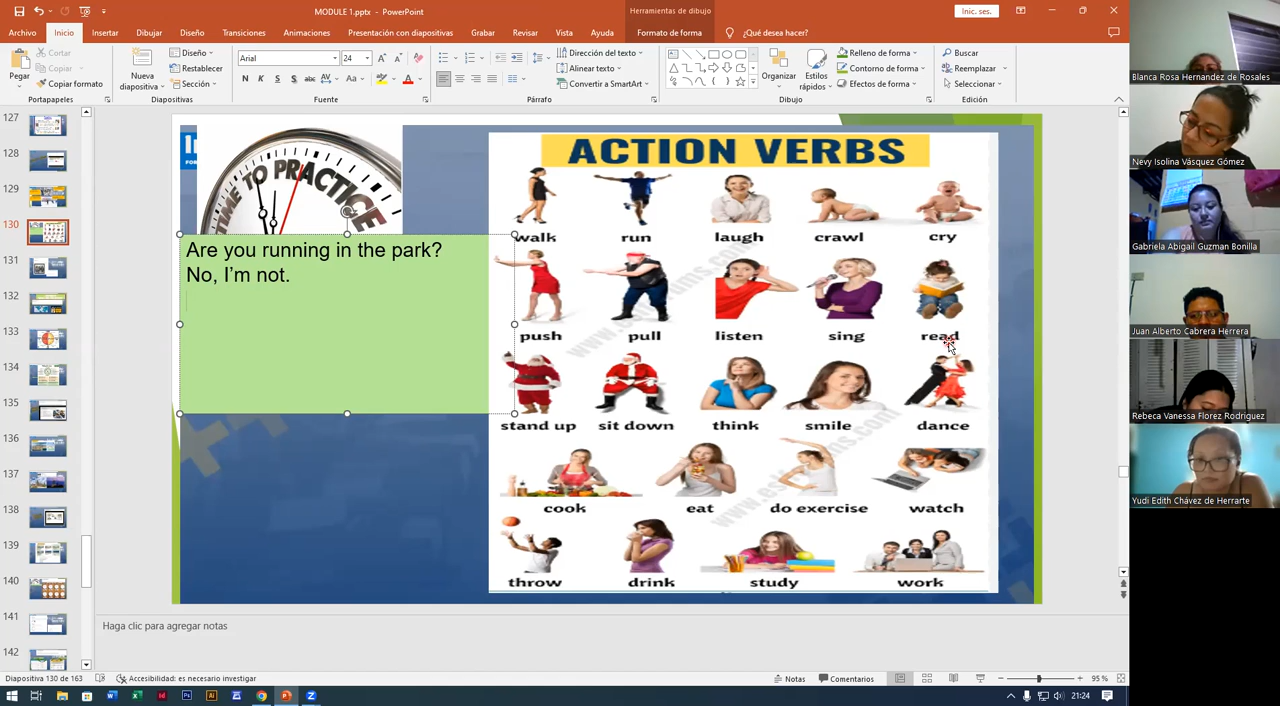 MODULE 1.pptx - PowerPoint
Herramientas de dibujo
Inic. ses.
Archivo Inicio Insertar Dibujar Diseño Transiciones Animaciones Presentación con diapositivas Grabar Revisar Vista Ayuda Formato de forma ¿Qué desea hacer?
Pegar
Cortar
Copiar
Copiar formato
Portapapeles
Nueva diapositiva
Diseño
Restablecer
Sección
Diapositivas
Arial 24
N K S S abc AV Aa A
Fuente
Párrafo
Dirección del texto
Alinear texto
Convertir a SmartArt
Organizar
Estilos rápidos
Relleno de forma
Contorno de forma
Efectos de forma
Dibujo
Buscar
Reemplazar
Seleccionar
Edición
127
128
129
130
131
132
133
134
135
136
137
138
139
140
141
142
TIME TO PRACTICE
Are you running in the park?
No, I'm not.
ACTION VERBS
walk run laugh crawl cry
push pull listen sing read
stand up sit down think smile dance
cook eat do exercise watch
throw drink study work
Haga clic para agregar notas
Diapositiva 130 de 163
Accesibilidad: es necesario investigar
Notas
Comentarios
95 %
21:24
Blanca Rosa Hernandez de Rosales
Nevy Isolina Vásquez Gómez
Gabriela Abigail Guzman Bonilla
Juan Alberto Cabrera Herrera
Rebeca Vanessa Florez Rodriguez
Yudi Edith Chávez de Herrarte